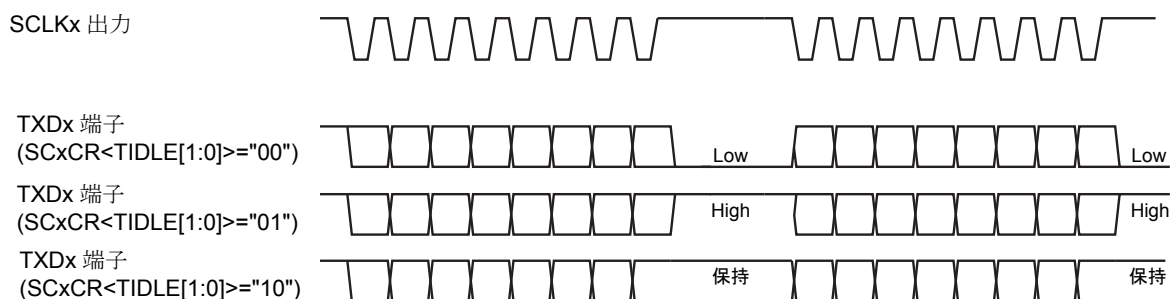 SCLKx 出力
TXDx 端子
(SCxCR<TIDLE[1:0]>="00")
Low
Low
TXDx 端子
(SCxCR<TIDLE[1:0]>="01")
High
High
TXDx 端子
(SCxCR<TIDLE[1:0]>="10")
保持
保持